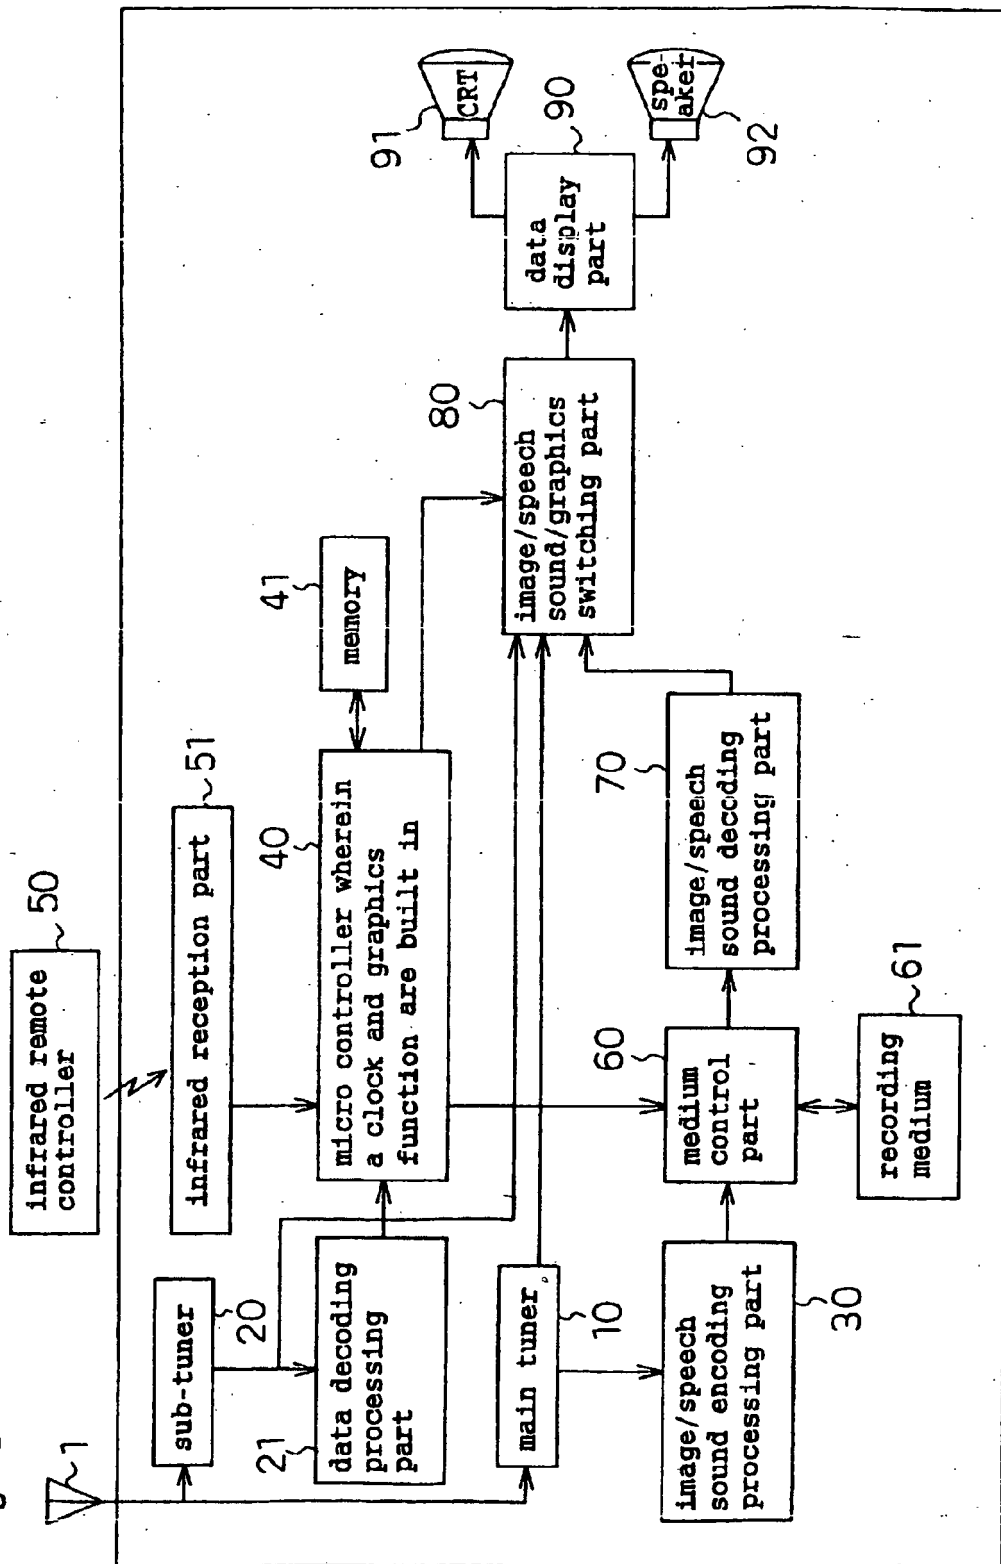 1
infrared remote
controller
50
sub-tuner
20
infrared reception part
51
data decoding
processing
part
21
micro controller wherein
a clock and graphics
function are built in
40
memory
41
main tuner
10
image/speech
sound/graphics
switching part
80
data
display
part
90
CRT
91
spe-
aker
92
image/speech
sound encoding
processing part
30
medium
control
part
60
recording
medium
61
image/speech
sound decoding
processing part
70